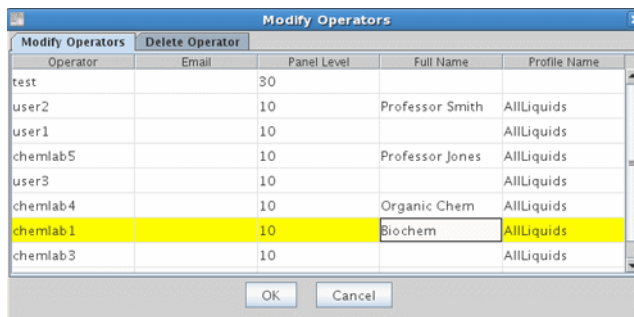 Modify Operators
Modify Operators Delete Operator
Operator Email Panel Level Full Name Profile Name
test 30
user2 10 Professor Smith AllLiquids
user1 10 AllLiquids
chemlab5 10 Professor Jones AllLiquids
user3 10 AllLiquids
chemlab4 10 Organic Chem AllLiquids
chemlab1 10 Biochem AllLiquids
chemlab3 10 AllLiquids
OK Cancel